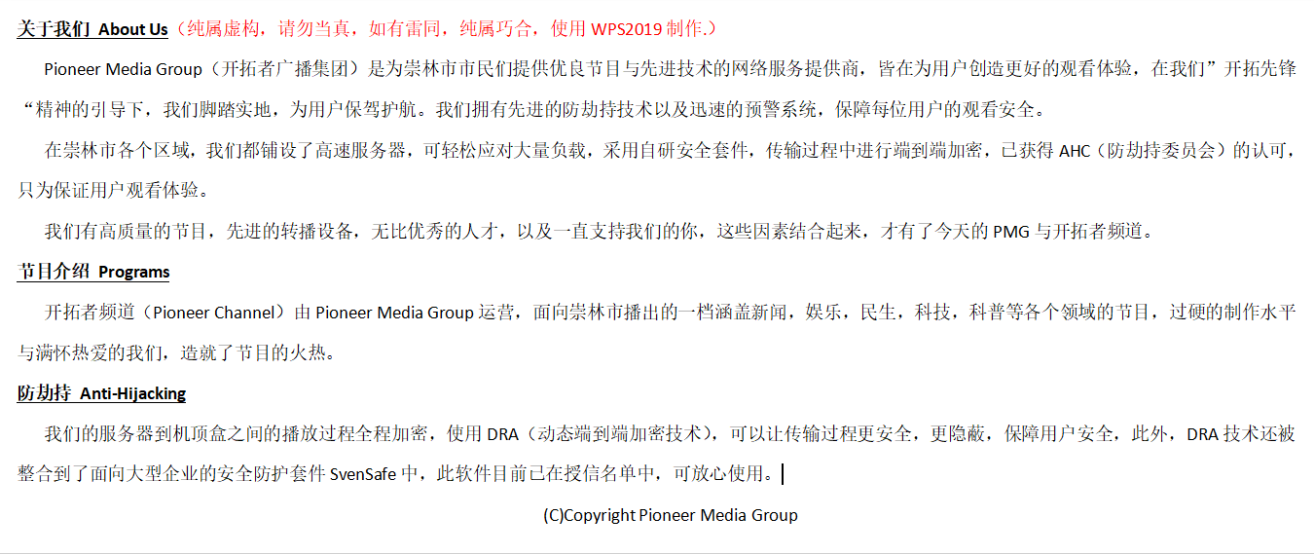 关于我们 About Us（纯属虚构，请勿当真，如有雷同，纯属巧合，使用 WPS2019 制作.）
Pioneer Media Group（开拓者广播集团）是为崇林市市民们提供优良节目与先进技术的网络服务提供商，皆在为用户创造更好的观看体验，在我们”开拓先锋
“精神的引导下，我们脚踏实地，为用户保驾护航。我们拥有先进的防劫持技术以及迅速的预警系统，保障每位用户的观看安全。
在崇林市各个区域，我们都铺设了高速服务器，可轻松应对大量负载，采用自研安全套件，传输过程中进行端到端加密，已获得 AHC（防劫持委员会）的认可，
只为保证用户观看体验。
我们有高质量的节目，先进的转播设备，无比优秀的人才，以及一直支持我们的你，这些因素结合起来，才有了今天的 PMG 与开拓者频道。
节目介绍 Programs
开拓者频道（Pioneer Channel）由 Pioneer Media Group 运营，面向崇林市播出的一档涵盖新闻，娱乐，民生，科技，科普等各个领域的节目，过硬的制作水平
与满怀热爱的我们，造就了节目的火热。
防劫持 Anti-Hijacking
我们的服务器到机顶盒之间的播放过程全程加密，使用 DRA（动态端到端加密技术），可以让传输过程更安全，更隐蔽，保障用户安全，此外，DRA 技术还被
整合到了面向大型企业的安全防护套件 SvenSafe 中，此软件目前已在授信名单中，可放心使用。
(C)Copyright Pioneer Media Group